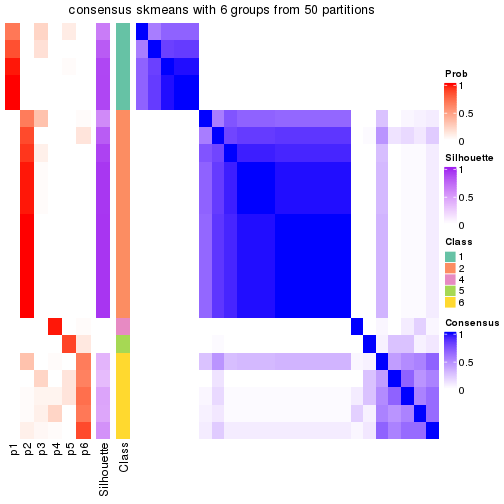 consensus skmeans with 6 groups from 50 partitions
Prob
1
0.5
0
Silhouette
1
0.5
0
Class
1
2
4
5
6
Consensus
1
0.5
0
p1
p2
p3
p4
p5
p6
Silhouette
Class